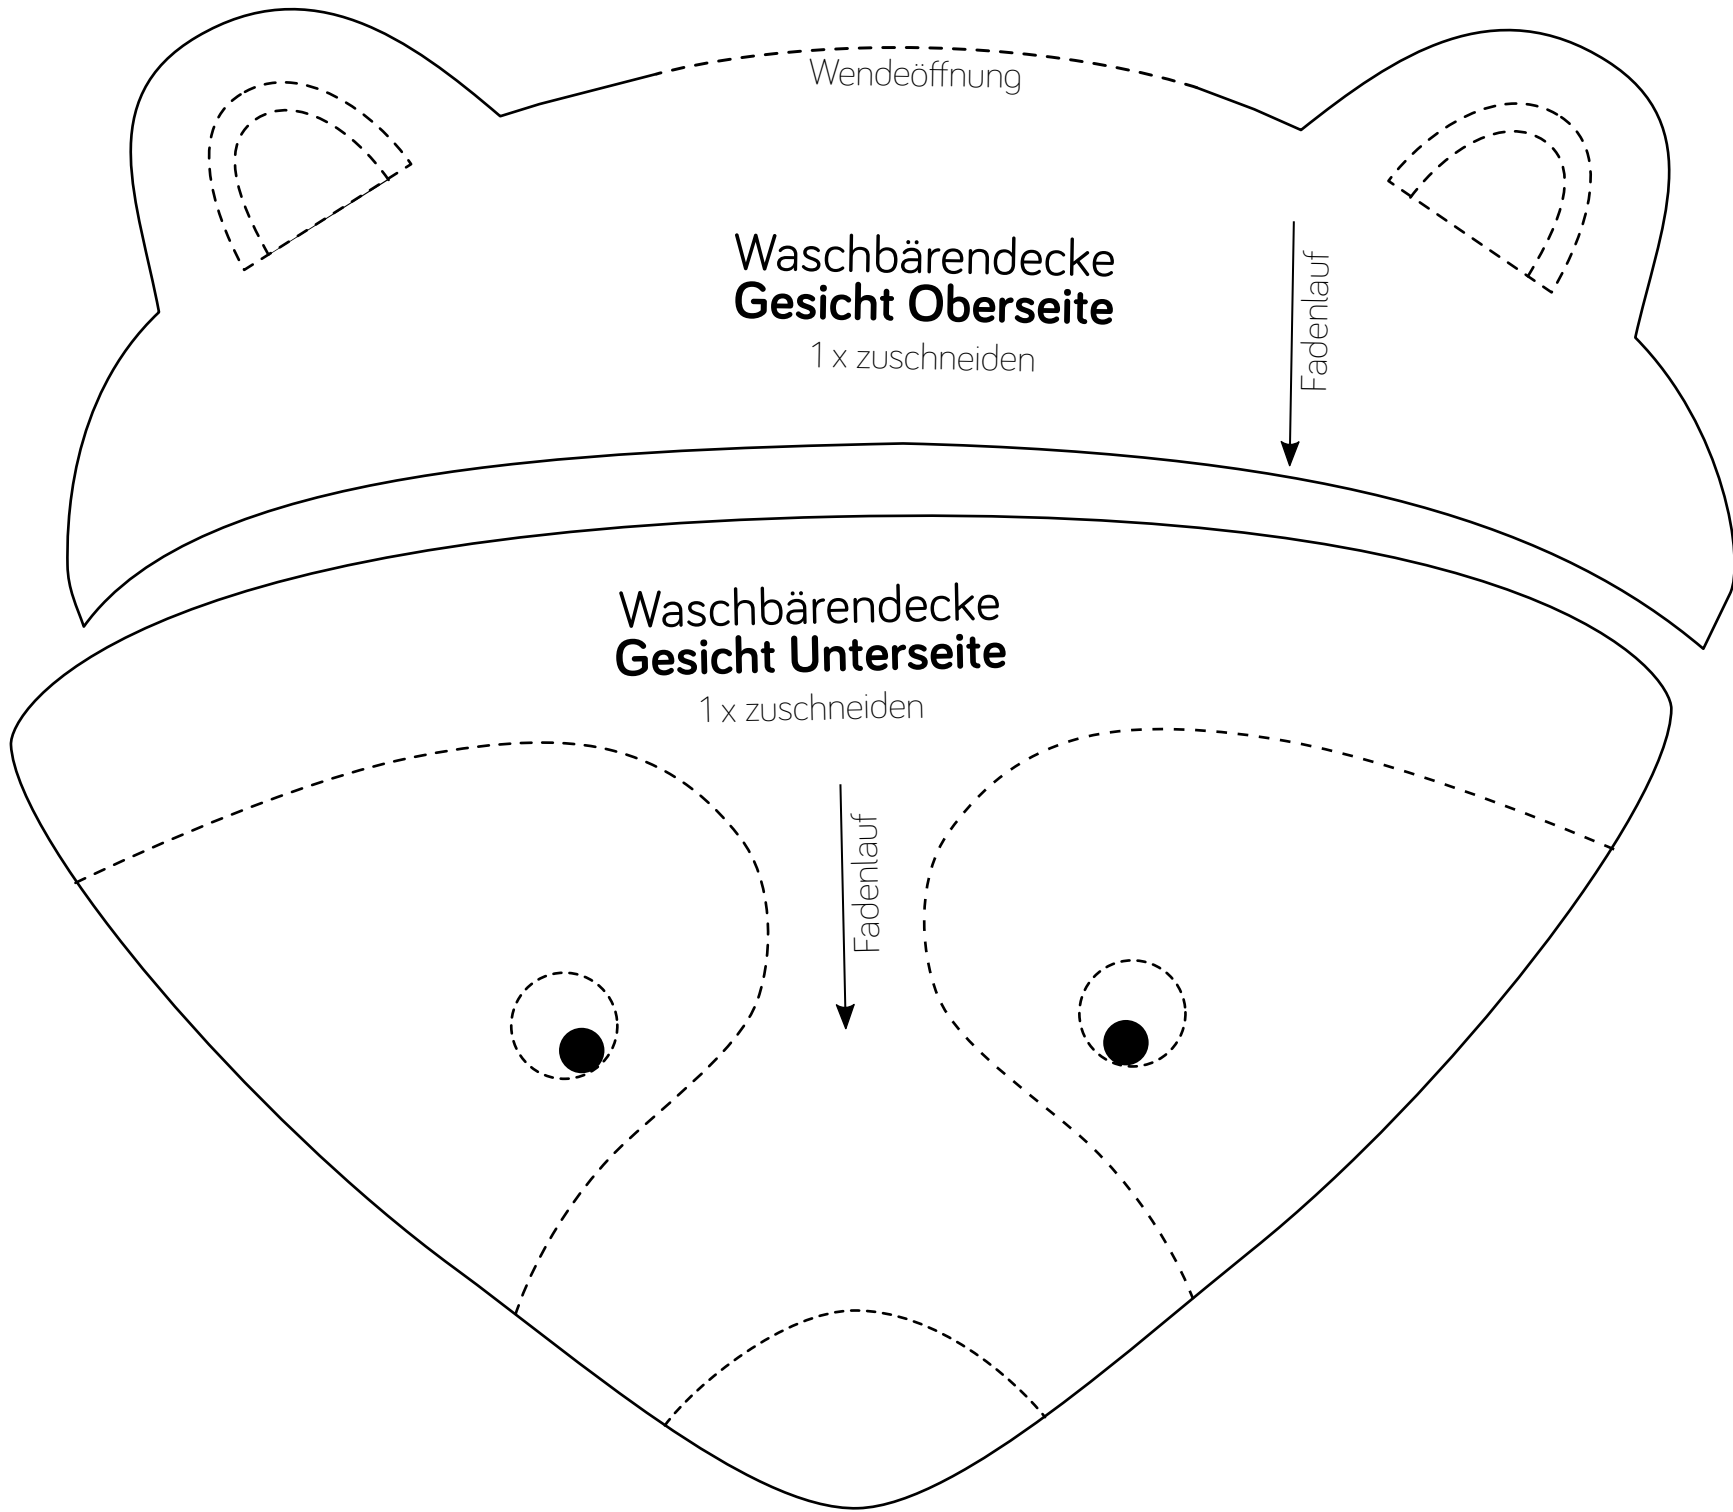 Wendeöffnung
Waschbärendecke
Gesicht Oberseite
1 x zuschneiden
Fadenlauf
Waschbärendecke
Gesicht Unterseite
1 x zuschneiden
Fadenlauf